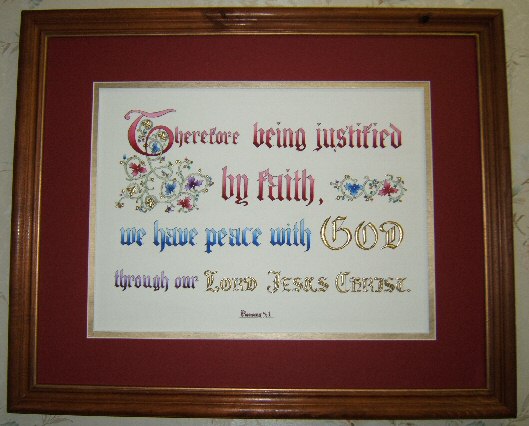 Therefore being justified
by faith,
we have peace with GOD
through our LORD JESUS CHRIST.
Romans 5:1